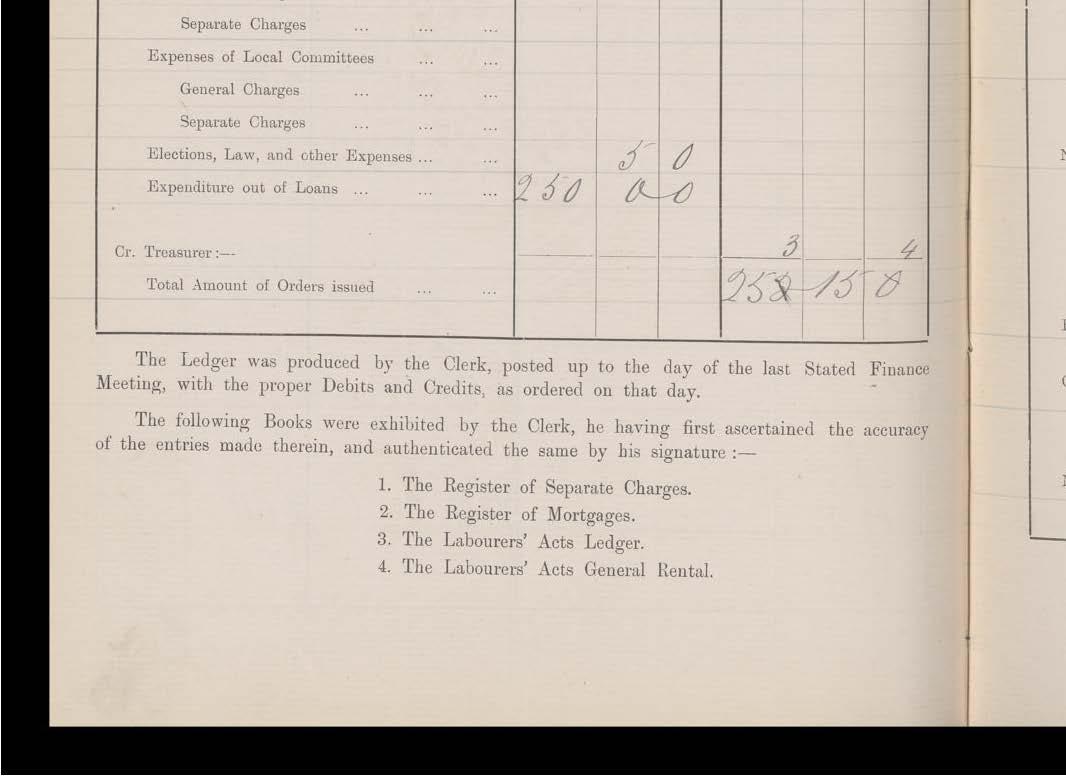 Separate Charges ... ... ...
Expenses of Local Committees ... ...
General Charges ... ... ...
Separate Charges ... ... ...
Elections, Law, and other Expenses ... ... 5 0
Expenditure out of Loans ... ... ... 250 0 0
Cr. Treasurer :— 3 4
Total Amount of Orders issued ... ... 252 15 0
The Ledger was produced by the Clerk, posted up to the day of the last Stated Finance
Meeting, with the proper Debits and Credits, as ordered on that day.
The following Books were exhibited by the Clerk, he having first ascertained the accuracy
of the entries made therein, and authenticated the same by his signature :—
1. The Register of Separate Charges.
2. The Register of Mortgages.
3. The Labourers' Acts Ledger.
4. The Labourers' Acts General Rental.